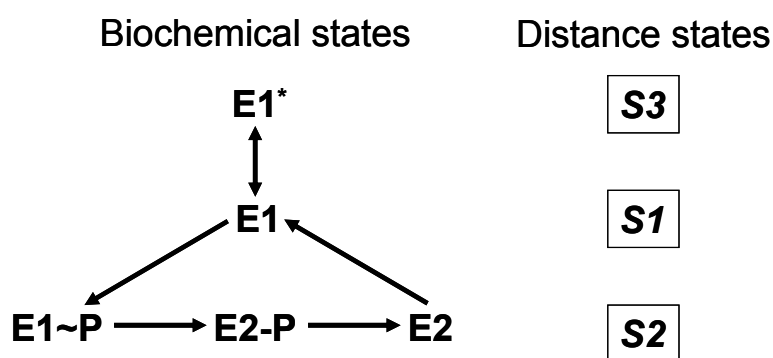 Biochemical states Distance states
E1* S3
E1 S1
E1~P E2-P E2 S2